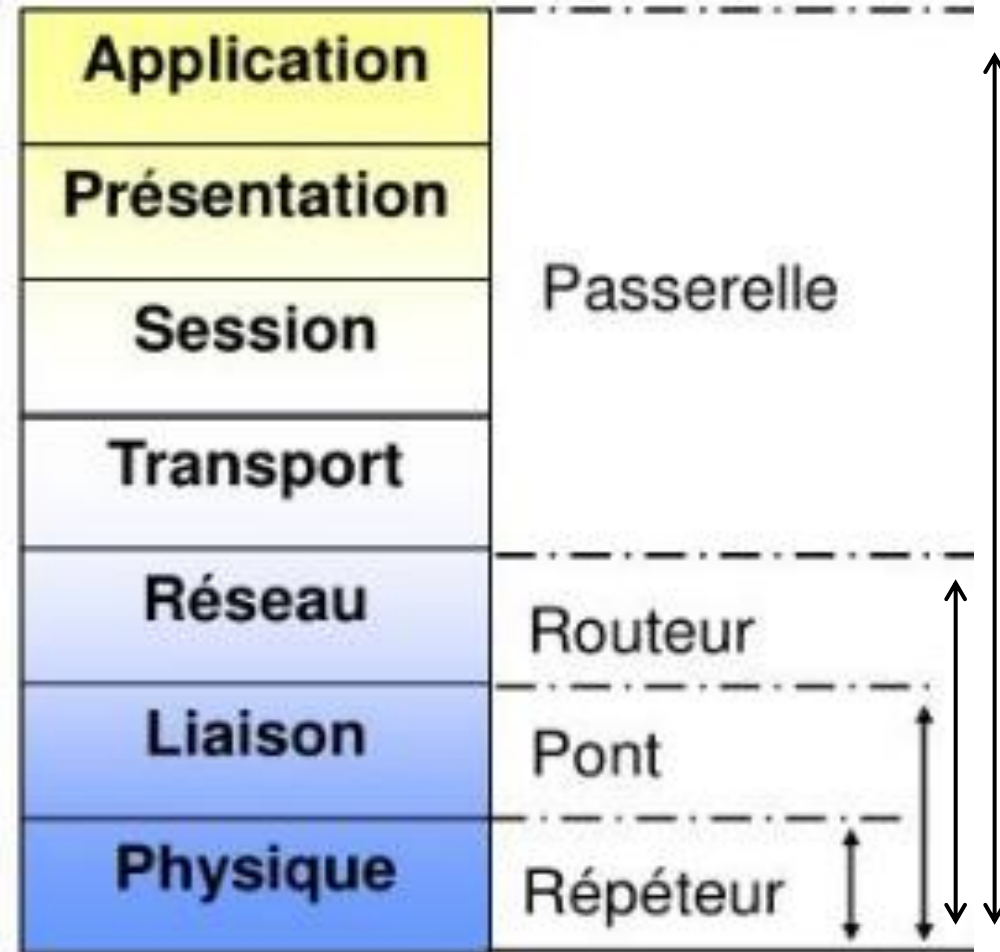 Application
Présentation
Session
Transport
Réseau
Liaison
Physique
Passerelle
Routeur
Pont
Répéteur